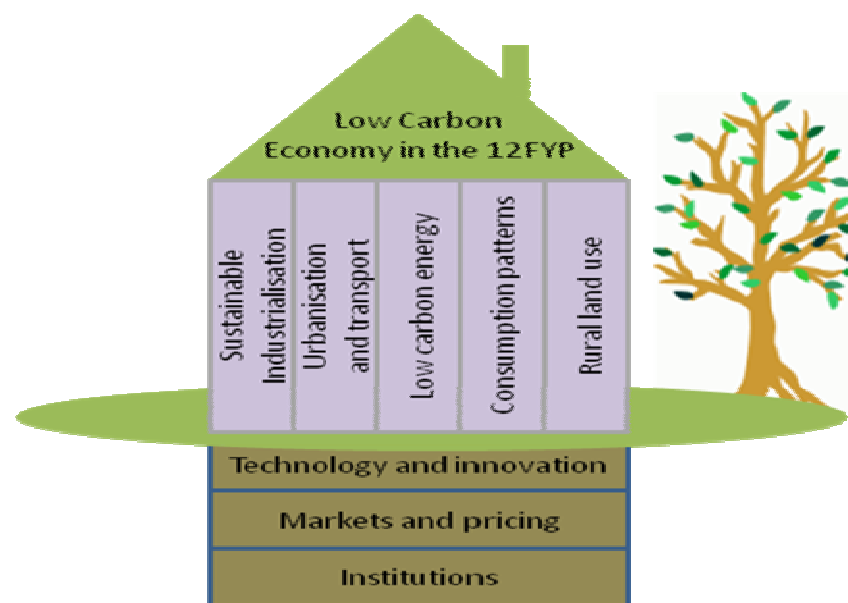 Low Carbon
Economy in the 12FYP
Sustainable
Industrialisation
Urbanisation
and transport
Low carbon energy
Consumption patterns
Rural land use
Technology and innovation
Markets and pricing
Institutions